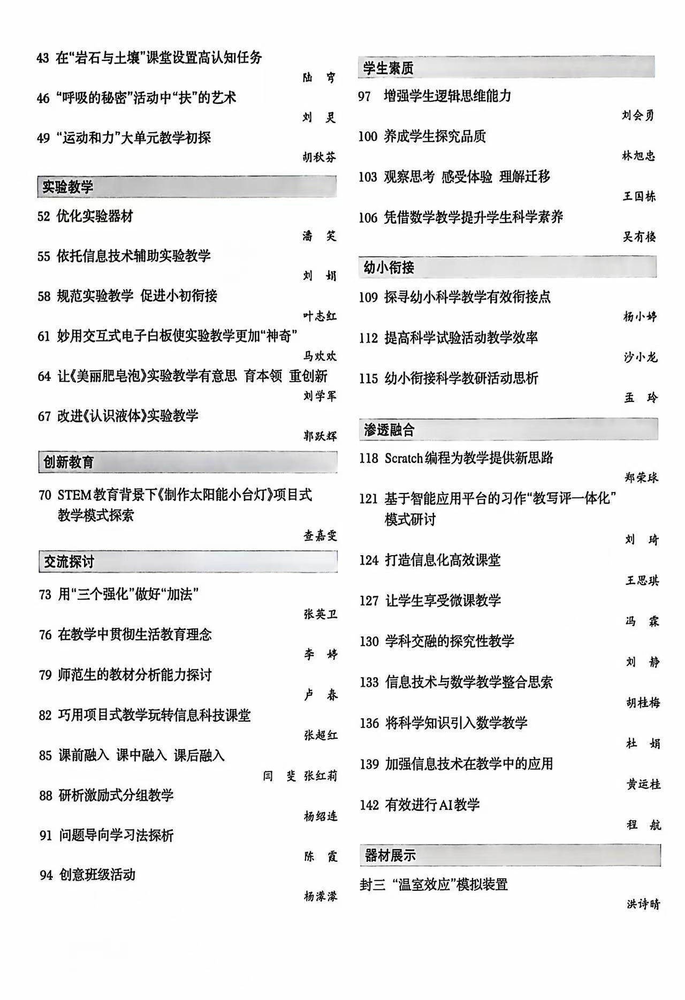 43 在“岩石与土壤”课堂设置高认知任务
陆 穹
46 “呼吸的秘密”活动中“扶”的艺术
刘 灵
49 “运动和力”大单元教学初探
胡秋芬
实验教学
52 优化实验器材
潘 笑
55 依托信息技术辅助实验教学
刘 娟
58 规范实验教学 促进小初衔接
叶志红
61 妙用交互式电子白板使实验教学更加“神奇”
马欢欢
64 让《美丽肥皂泡》实验教学有意思 育本领 重创新
刘学军
67 改进《认识液体》实验教学
郭跃辉
创新教育
70 STEM教育背景下《制作太阳能小台灯》项目式
教学模式探索
查嘉雯
交流探讨
73 用“三个强化”做好“加法”
张英卫
76 在教学中贯彻生活教育理念
李 婷
79 师范生的教材分析能力探讨
卢 春
82 巧用项目式教学玩转信息科技课堂
张超红
85 课前融入 课中融入 课后融入
闫 斐 张红莉
88 研析激励式分组教学
杨绍连
91 问题导向学习法探析
陈 霞
94 创意班级活动
杨濛濛
学生素质
97 增强学生逻辑思维能力
刘会勇
100 养成学生探究品质
林旭忠
103 观察思考 感受体验 理解迁移
王国栋
106 凭借数学教学提升学生科学素养
吴有楼
幼小衔接
109 探寻幼小科学教学有效衔接点
杨小婷
112 提高科学试验活动教学效率
沙小龙
115 幼小衔接科学教研活动思析
孟 玲
渗透融合
118 Scratch编程为教学提供新思路
郑荣球
121 基于智能应用平台的习作“教写评一体化”
模式研讨
刘 琦
124 打造信息化高效课堂
王思琪
127 让学生享受微课教学
冯 霖
130 学科交融的探究性教学
刘 静
133 信息技术与数学教学整合思索
胡桂梅
136 将科学知识引入数学教学
杜 娟
139 加强信息技术在教学中的应用
黄运桂
142 有效进行AI教学
程 航
器材展示
封三 “温室效应”模拟装置
洪诗晴